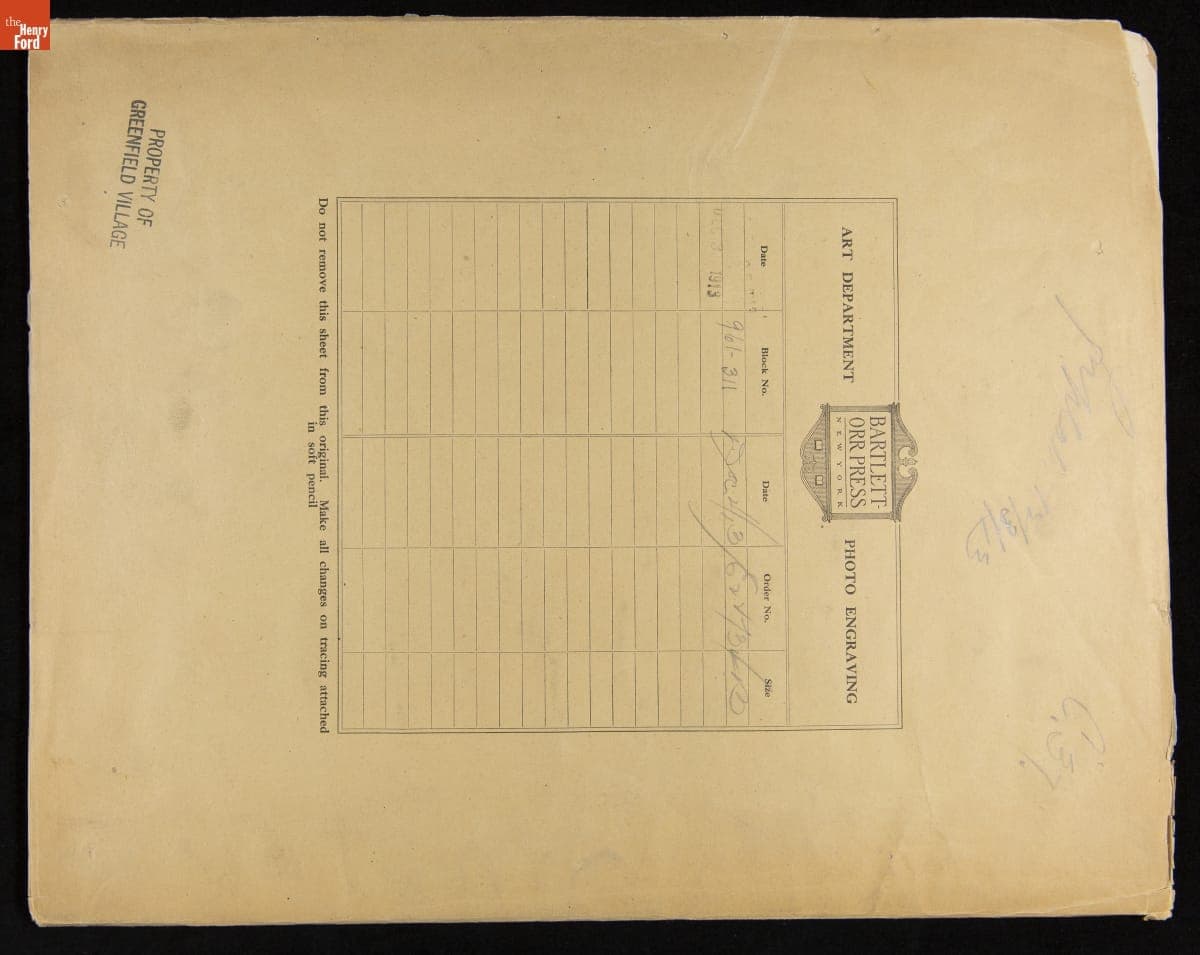 the
Henry
Ford
ART DEPARTMENT
BARTLETT-
ORR PRESS
NEW YORK
PHOTO ENGRAVING
Date Block No. Date Order No. Size
961-311
1913
Do not remove this sheet from this original. Make all changes on tracing attached
in soft pencil
PROPERTY OF
GREENFIELD VILLAGE